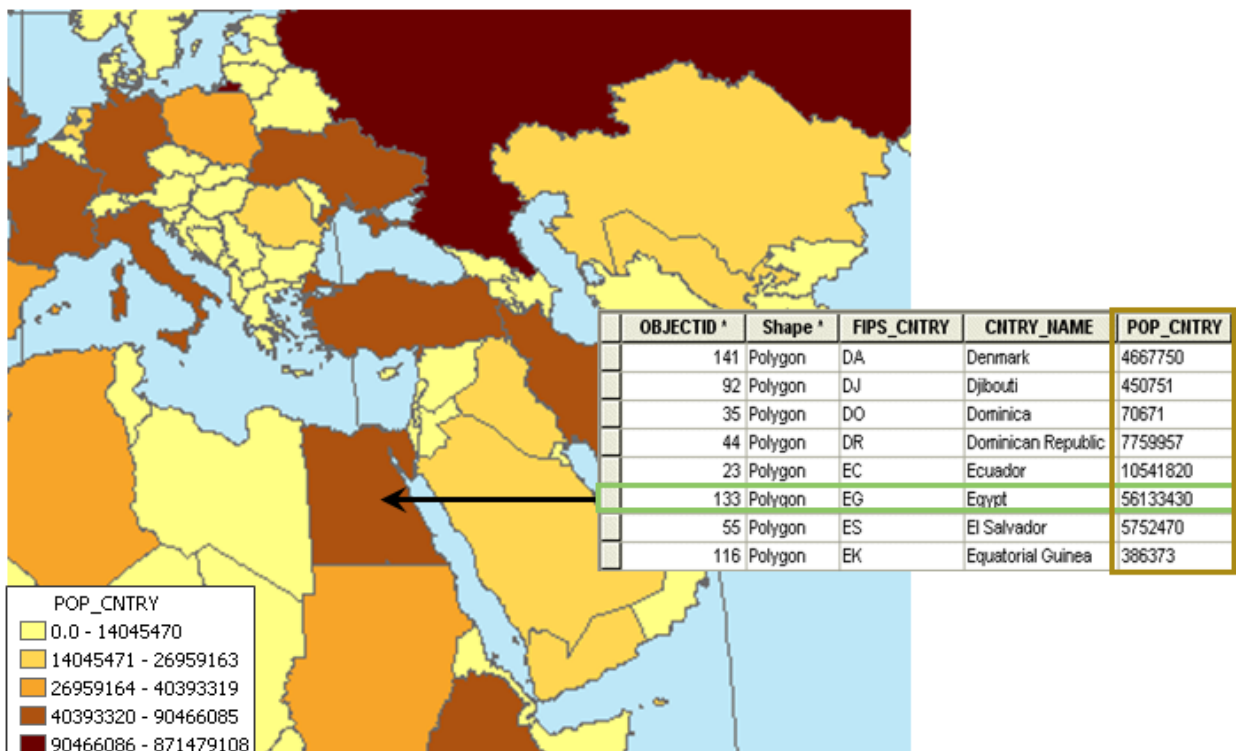 OBJECTID * Shape * FIPS_CNTRY CNTRY_NAME POP_CNTRY
141 Polygon DA Denmark 4667750
92 Polygon DJ Djibouti 450751
35 Polygon DO Dominica 70671
44 Polygon DR Dominican Republic 7759957
23 Polygon EC Ecuador 10541820
133 Polygon EG Egypt 56133430
55 Polygon ES El Salvador 5752470
116 Polygon EK Equatorial Guinea 386373
POP_CNTRY
0.0 - 14045470
14045471 - 26959163
26959164 - 40393319
40393320 - 90466085
90466086 - 871479108